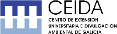 CEIDA
CENTRO DE EXTENSIÓN
UNIVERSITARIA E DIVULGACIÓN
AMBIENTAL DE GALICIA